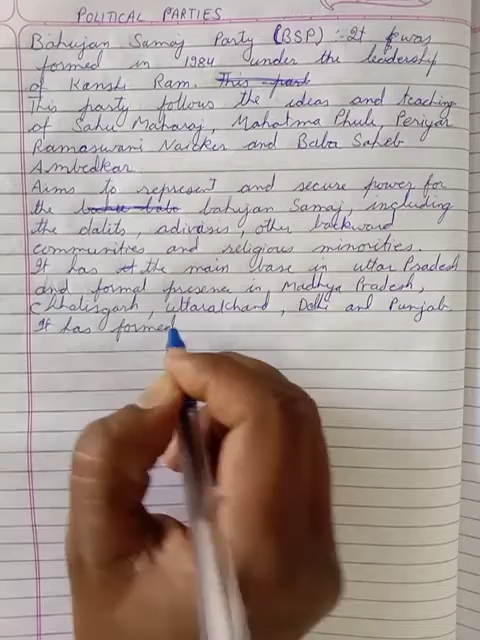 POLITICAL PARTIES
Bahujan Samaj Party (BSP) :- It was
formed in 1984 under the leadership
of Kanshi Ram. This part
This party follows the ideas and teaching
of Sahu Maharaj, Mahatma Phule, Periyar
Ramaswani Naicker and Baba Saheb
Ambedkar.
Aims to represent and secure power for
the bahujan Samaj, including
the dalits, adivasis, other backward
communities and religious minorities.
It has the main base in uttar Pradesh
and formal presence in, Madhya Pradesh,
Chhatisgarh, uttarakhand, Delhi and Punjab.
It has formed